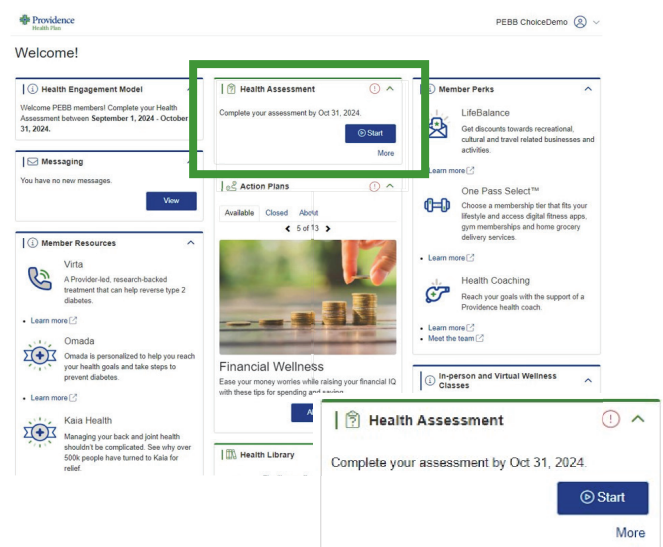 Providence
Health Plan
PEBB ChoiceDemo
Welcome!
Health Engagement Model
Welcome PEBB members! Complete your Health
Assessment between September 1, 2024 - October
31, 2024.
Messaging
You have no new messages.
View
Member Resources
Virta
A Provider-led, research-backed
treatment that can help reverse type 2
diabetes.
Learn more
Omada
Omada is personalized to help you reach
your health goals and take steps to
prevent diabetes.
Learn more
Kaia Health
Managing your back and joint health
shouldn't be complicated. See why over
500k people have turned to Kaia for
relief.
Health Assessment
Complete your assessment by Oct 31, 2024.
Start
More
Action Plans
Available Closed About
5 of 13
Financial Wellness
Ease your money worries while raising your financial IQ
with these tips for spending and saving.
Health Library
Member Perks
LifeBalance
Get discounts towards recreational,
cultural and travel related businesses and
activities.
Learn more
One Pass Select™
Choose a membership tier that fits your
lifestyle and access digital fitness apps,
gym memberships and home grocery
delivery services.
Learn more
Health Coaching
Reach your goals with the support of a
Providence health coach.
Learn more
Meet the team
In-person and Virtual Wellness
Classes
Health Assessment
Complete your assessment by Oct 31, 2024.
Start
More